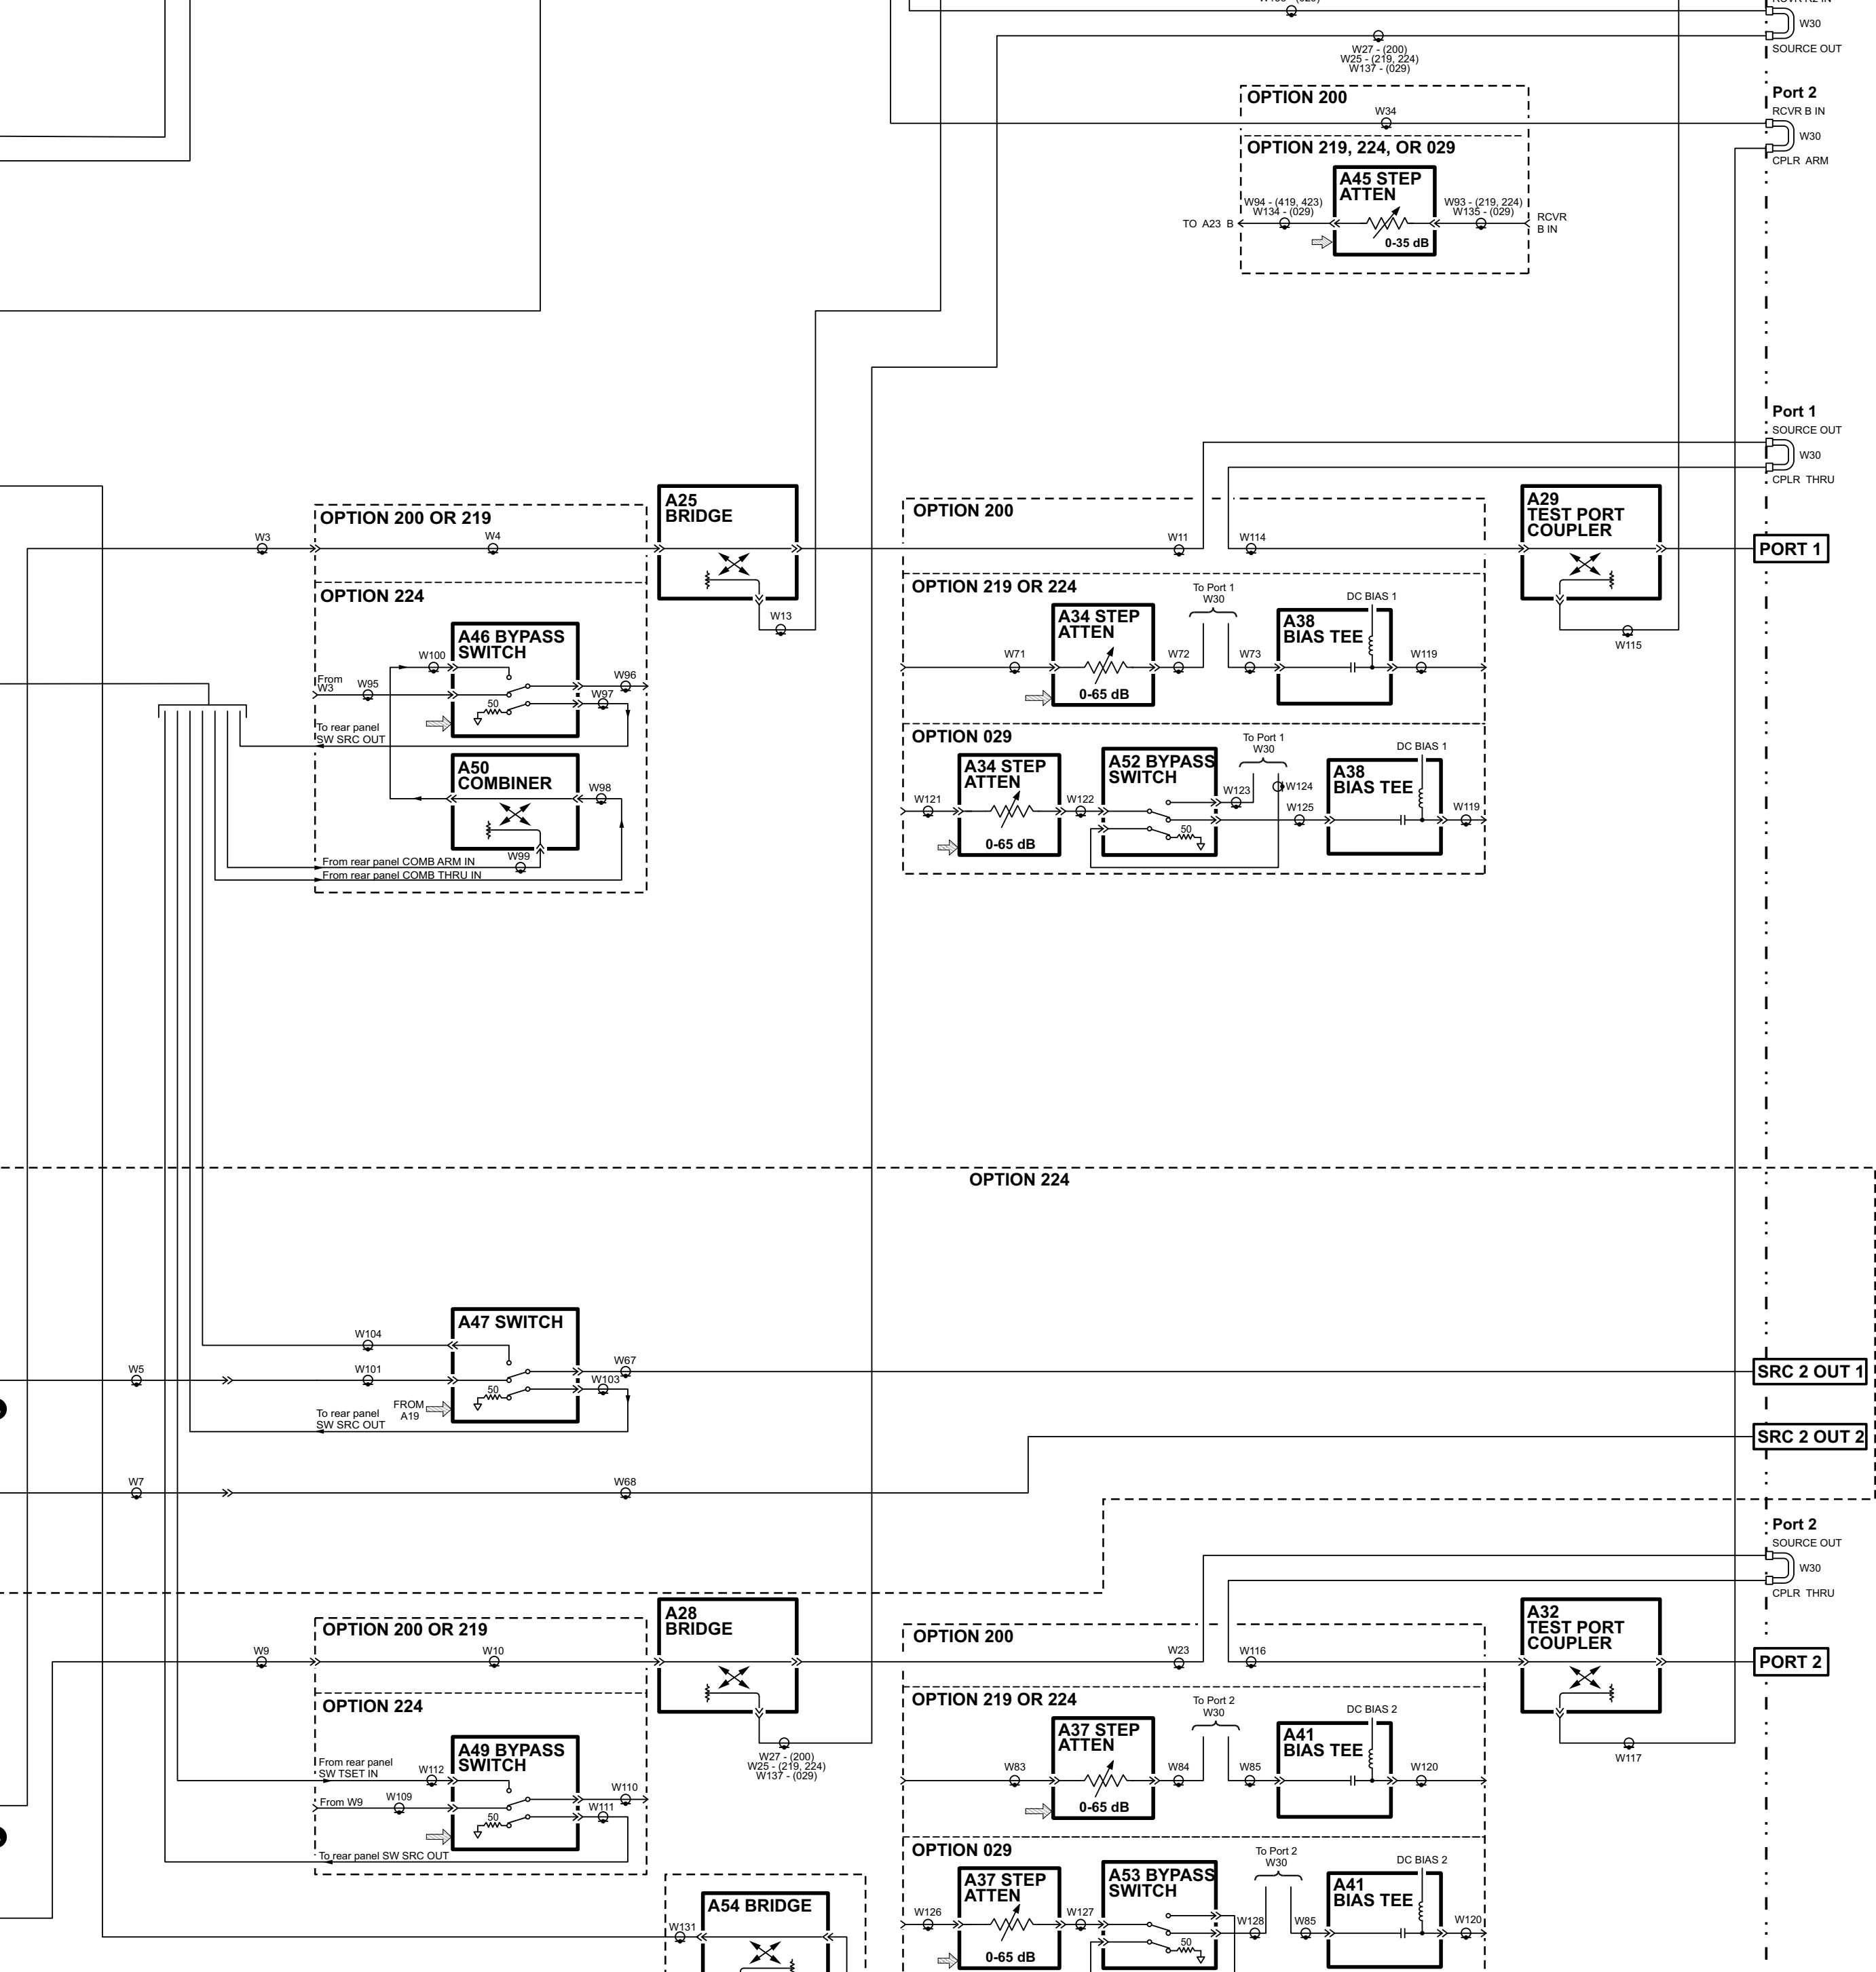 W30
SOURCE OUT
W27 - (200)
W25 - (219, 224)
W137 - (029)
OPTION 200
W34
Port 2
RCVR B IN
W30
CPLR ARM
OPTION 219, 224, OR 029
A45 STEP
ATTEN
W94 - (419, 423)
W134 - (029)
W93 - (219, 224)
W135 - (029)
TO A23 B
RCVR
B IN
0-35 dB
Port 1
SOURCE OUT
W30
CPLR THRU
W3
OPTION 200 OR 219
W4
A25
BRIDGE
W13
OPTION 200
W11
W114
A29
TEST PORT
COUPLER
PORT 1
W115
OPTION 224
A46 BYPASS
SWITCH
W100
From
W3
W95
W96
W97
50
To rear panel
SW SRC OUT
A50
COMBINER
W98
W99
From rear panel COMB ARM IN
From rear panel COMB THRU IN
OPTION 219 OR 224
To Port 1
W30
DC BIAS 1
A34 STEP
ATTEN
A38
BIAS TEE
W71
W72
W73
W119
0-65 dB
OPTION 029
To Port 1
W30
DC BIAS 1
A34 STEP
ATTEN
A52 BYPASS
SWITCH
A38
BIAS TEE
W121
W122
W123
W124
W125
W119
50
0-65 dB
OPTION 224
A47 SWITCH
W104
W5
W101
W67
W103
50
FROM
A19
To rear panel
SW SRC OUT
SRC 2 OUT 1
SRC 2 OUT 2
W7
W68
Port 2
SOURCE OUT
W30
CPLR THRU
W9
OPTION 200 OR 219
W10
A28
BRIDGE
W27 - (200)
W25 - (219, 224)
W137 - (029)
OPTION 200
W23
W116
A32
TEST PORT
COUPLER
PORT 2
W117
OPTION 224
A49 BYPASS
SWITCH
From rear panel
SW TSET IN
W112
From W9
W109
W110
W111
50
To rear panel SW SRC OUT
OPTION 219 OR 224
To Port 2
W30
DC BIAS 2
A37 STEP
ATTEN
A41
BIAS TEE
W83
W84
W85
W120
0-65 dB
OPTION 029
To Port 2
W30
DC BIAS 2
A37 STEP
ATTEN
A53 BYPASS
SWITCH
A41
BIAS TEE
W126
W127
W128
W85
W120
50
0-65 dB
A54 BRIDGE
W131